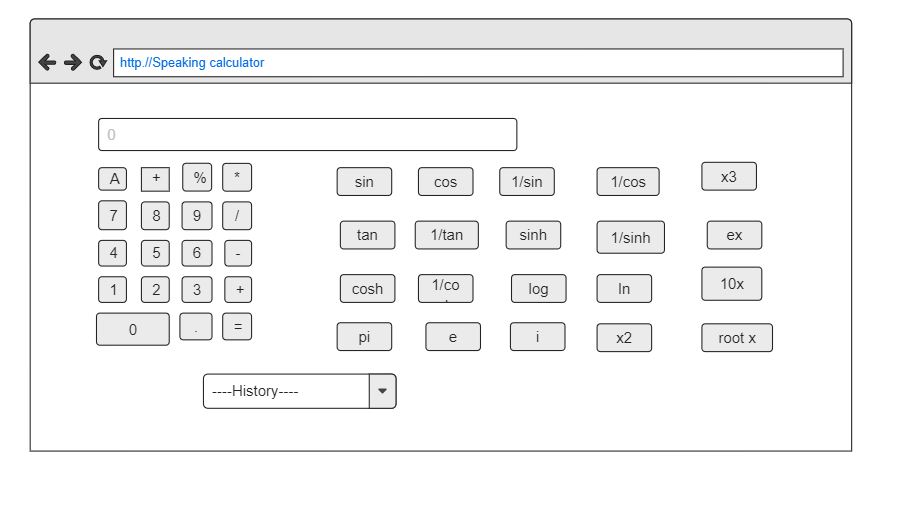 http.//Speaking calculator
0
A + % *
7 8 9 /
4 5 6 -
1 2 3 +
0 . =
sin cos 1/sin 1/cos x3
tan 1/tan sinh 1/sinh ex
cosh 1/co log ln 10x
pi e i x2 root x
----History----